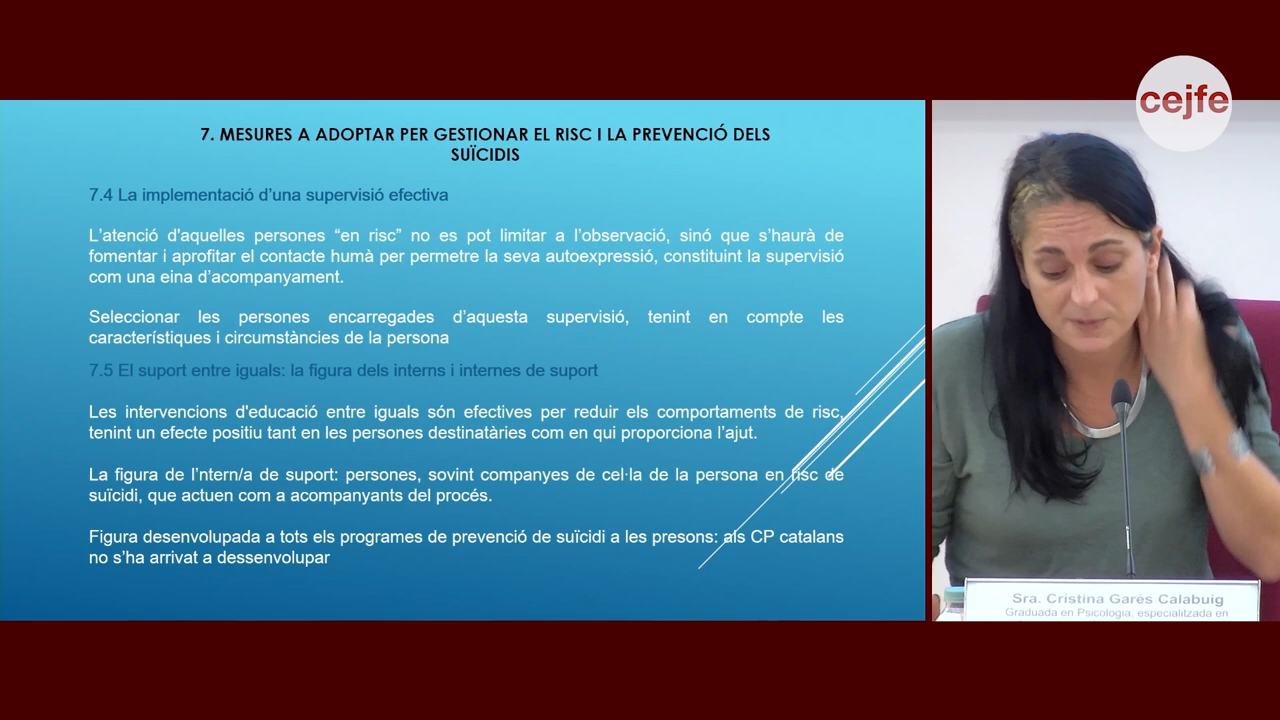 cejfe
7. MESURES A ADOPTAR PER GESTIONAR EL RISC I LA PREVENCIÓ DELS
SUÏCIDIS
7.4 La implementació d’una supervisió efectiva
L’atenció d'aquelles persones “en risc” no es pot limitar a l’observació, sinó que s’haurà de
fomentar i aprofitar el contacte humà per permetre la seva autoexpressió, constituint la supervisió
com una eina d’acompanyament.
Seleccionar les persones encarregades d’aquesta supervisió, tenint en compte les
característiques i circumstàncies de la persona
7.5 El suport entre iguals: la figura dels interns i internes de suport
Les intervencions d'educació entre iguals són efectives per reduir els comportaments de risc,
tenint un efecte positiu tant en les persones destinatàries com en qui proporciona l’ajut.
La figura de l’ntern/a de suport: persones, sovint companyes de cel·la de la persona en risc de
suïcidi, que actuen com a acompanyants del procés.
Figura desenvolupada a tots els programes de prevenció de suïcidi a les presons: als CP catalans
no s’ha arrivat a dessenvolupar
Sra. Cristina Garés Calabuig
Graduada en Psicologia, especialitzada en